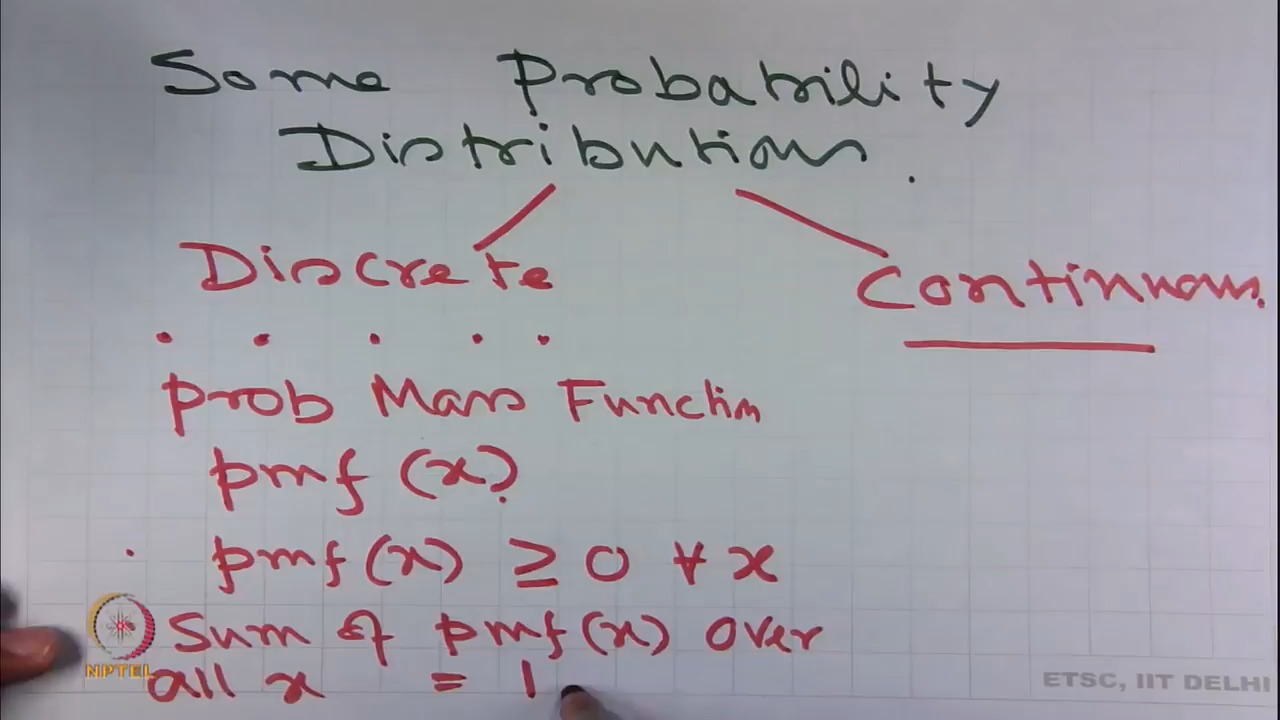 Some Probability
Distributions.
Discrete
Continuous.
. . . . .
prob Mass Function
pmf (x).
. pmf (x) ≥ 0 ∀ x
Sum of pmf (x) over
all x = 1
NPTEL
ETSC, IIT DELHI